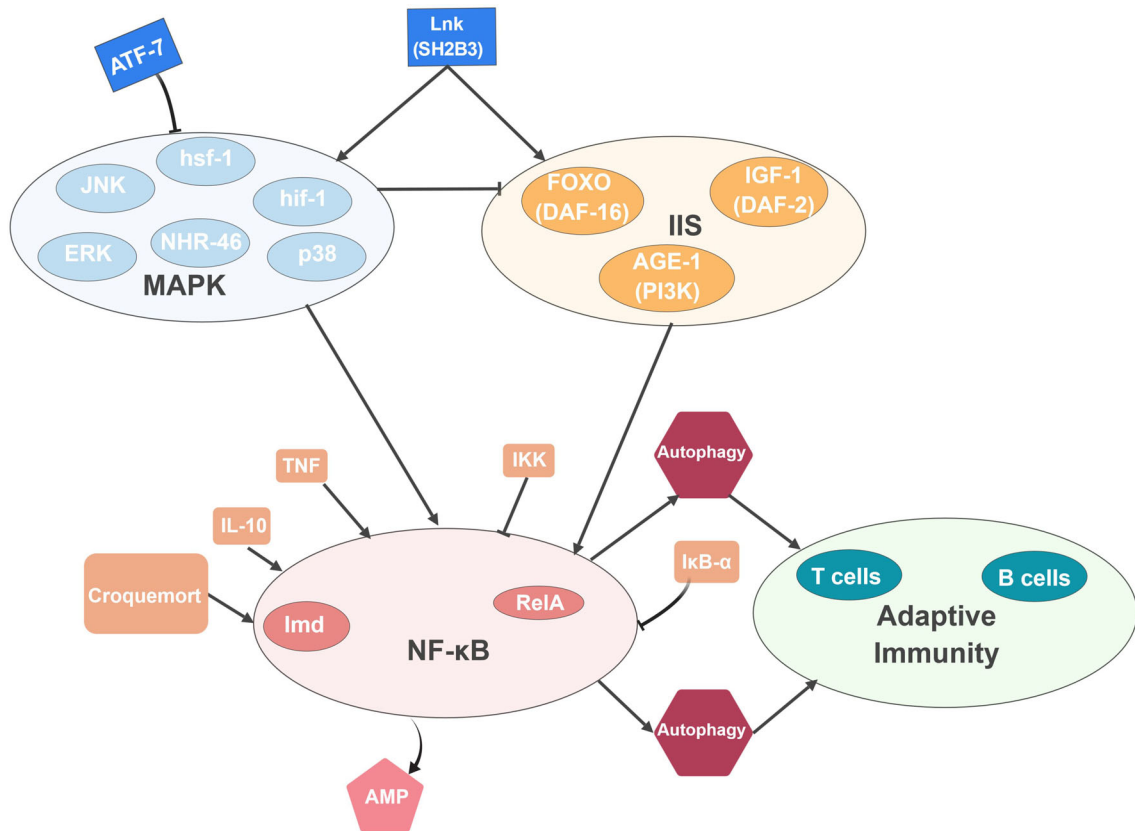 ATF-7
Lnk
(SH2B3)
hsf-1
JNK
hif-1
ERK
NHR-46
p38
MAPK
FOXO
(DAF-16)
IGF-1
(DAF-2)
IIS
AGE-1
(PI3K)
TNF
IKK
Autophagy
IL-10
IκB-α
Croquemort
Imd
RelA
NF-κB
T cells
B cells
Adaptive
Immunity
Autophagy
AMP